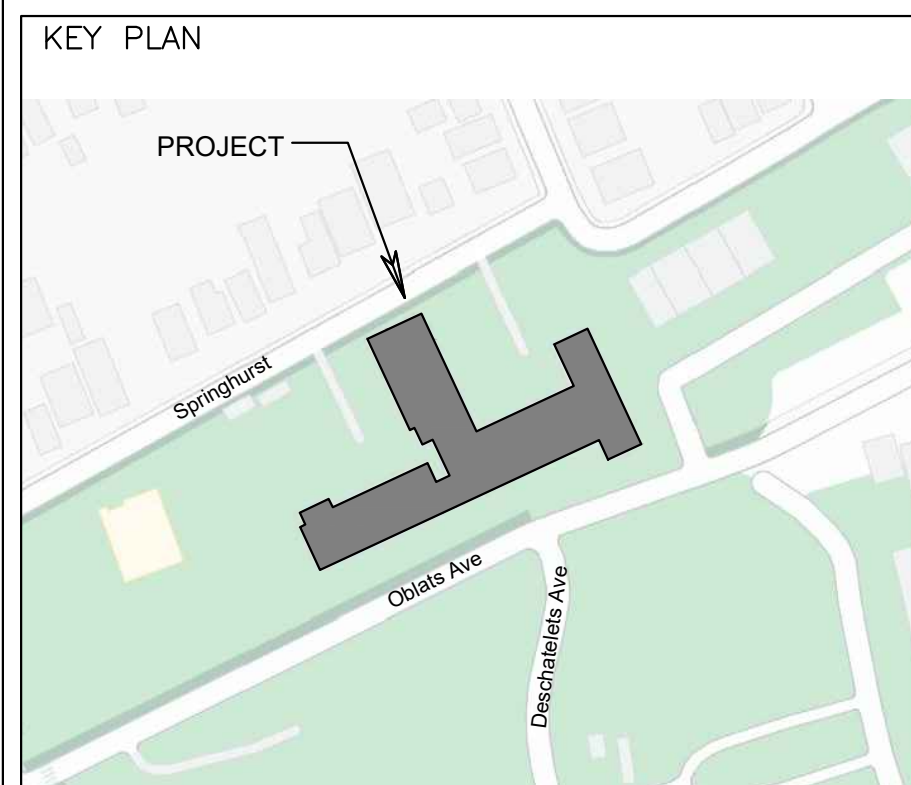 KEY PLAN
PROJECT
Springhurst
Oblats Ave
Deschatelets Ave